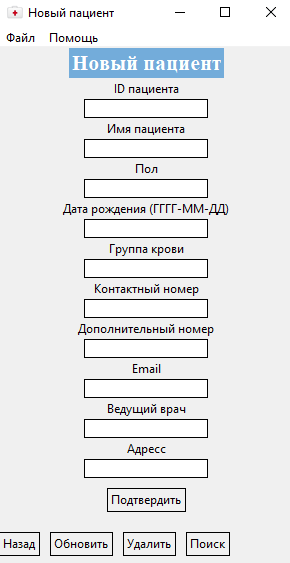 Новый пациент
Файл Помощь
Новый пациент
ID пациента
Имя пациента
Пол
Дата рождения (ГГГГ-ММ-ДД)
Группа крови
Контактный номер
Дополнительный номер
Email
Ведущий врач
Адресс
Подтвердить
Назад Обновить Удалить Поиск